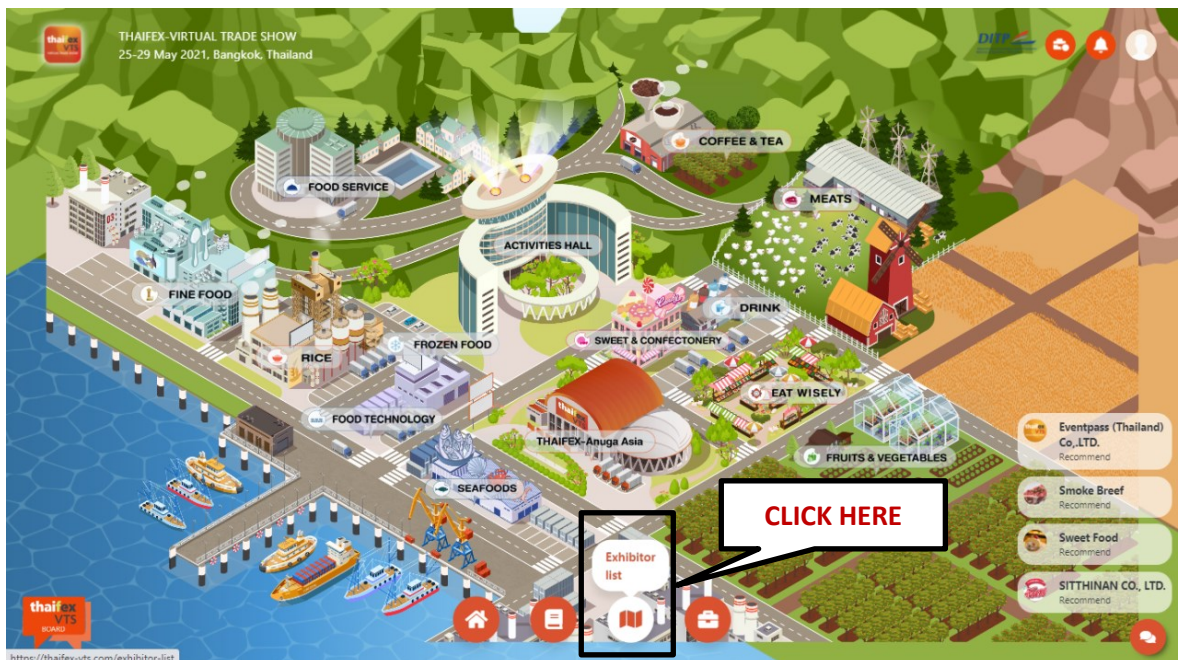 thaifex
VTS
THAIFEX-VIRTUAL TRADE SHOW
25-29 May 2021, Bangkok, Thailand
DITP
COFFEE & TEA
FOOD SERVICE
MEATS
ACTIVITIES HALL
FINE FOOD
DRINK
SWEET & CONFECTONERY
FROZEN FOOD
RICE
EAT WISELY
FOOD TECHNOLOGY
thaifex
THAIFEX-Anuga Asia
FRUITS & VEGETABLES
SEAFOODS
Eventpass (Thailand)
Co,.LTD.
Recommend
Smoke Breef
Recommend
Sweet Food
Recommend
SITTHINAN CO., LTD.
Recommend
CLICK HERE
Exhibitor
list
thaifex
VTS
BOARD
https://thaifex-vts.com/exhibitor-list